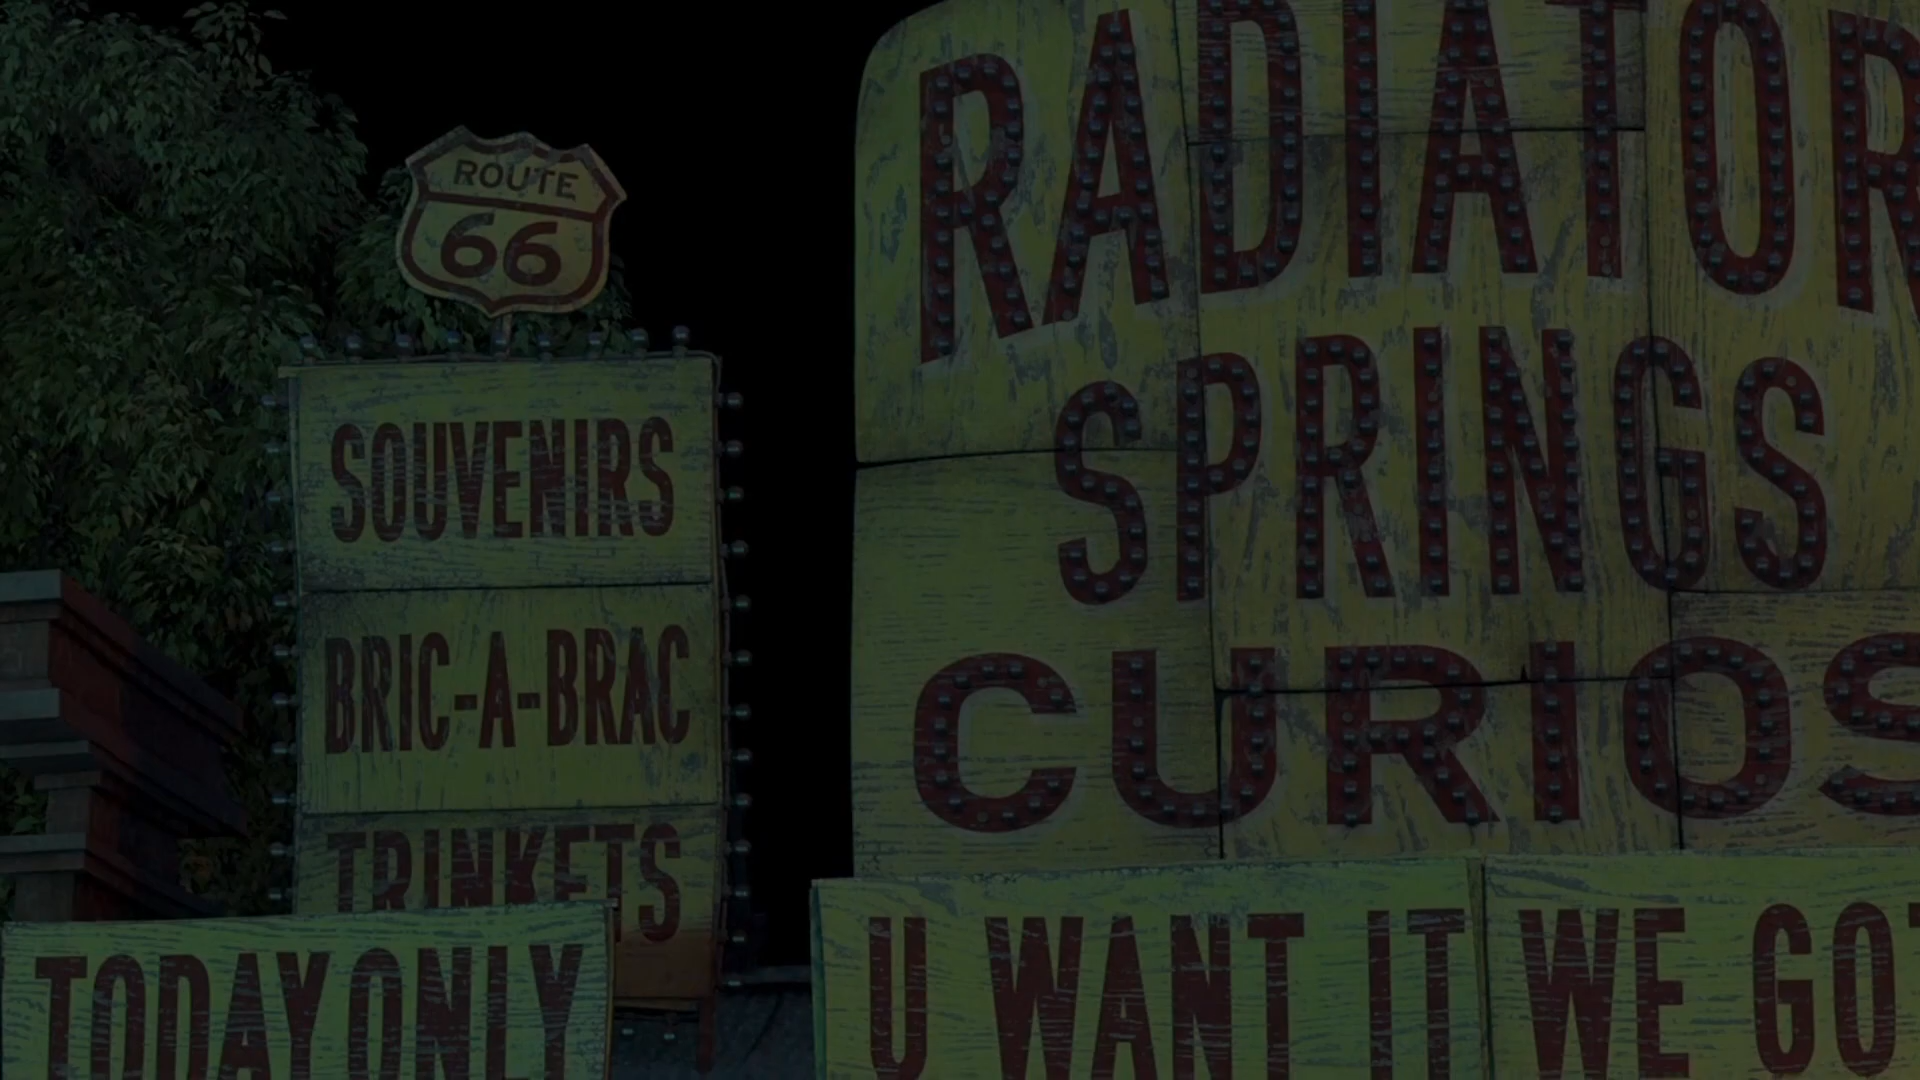 ROUTE
66
SOUVENIRS
BRIC-A-BRAC
TRINKETS
TODAY ONLY
RADIATOR
SPRINGS
CURIOS
U WANT IT WE GOT